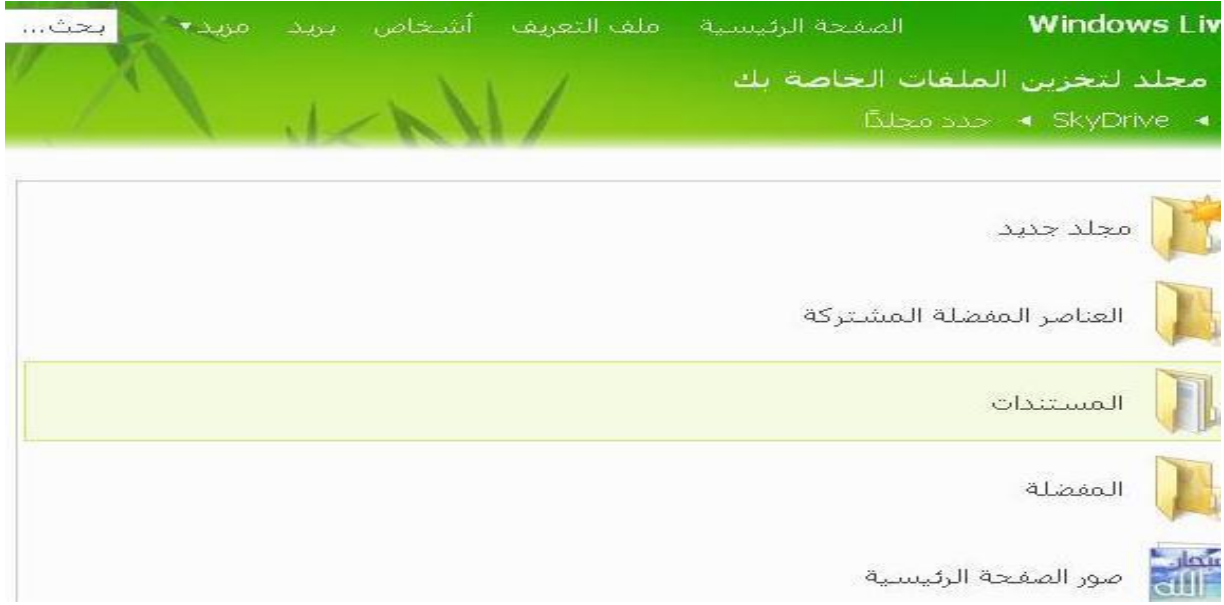 Windows Liv الصفحة الرئيسية ملف التعريف أشخاص بريد مزيد بحث...
مجلد لتخزين الملفات الخاصة بك
◄ SkyDrive ◄ حدد مجلدًا
مجلد جديد
العناصر المفضلة المشتركة
المستندات
المفضلة
صور الصفحة الرئيسية
الله